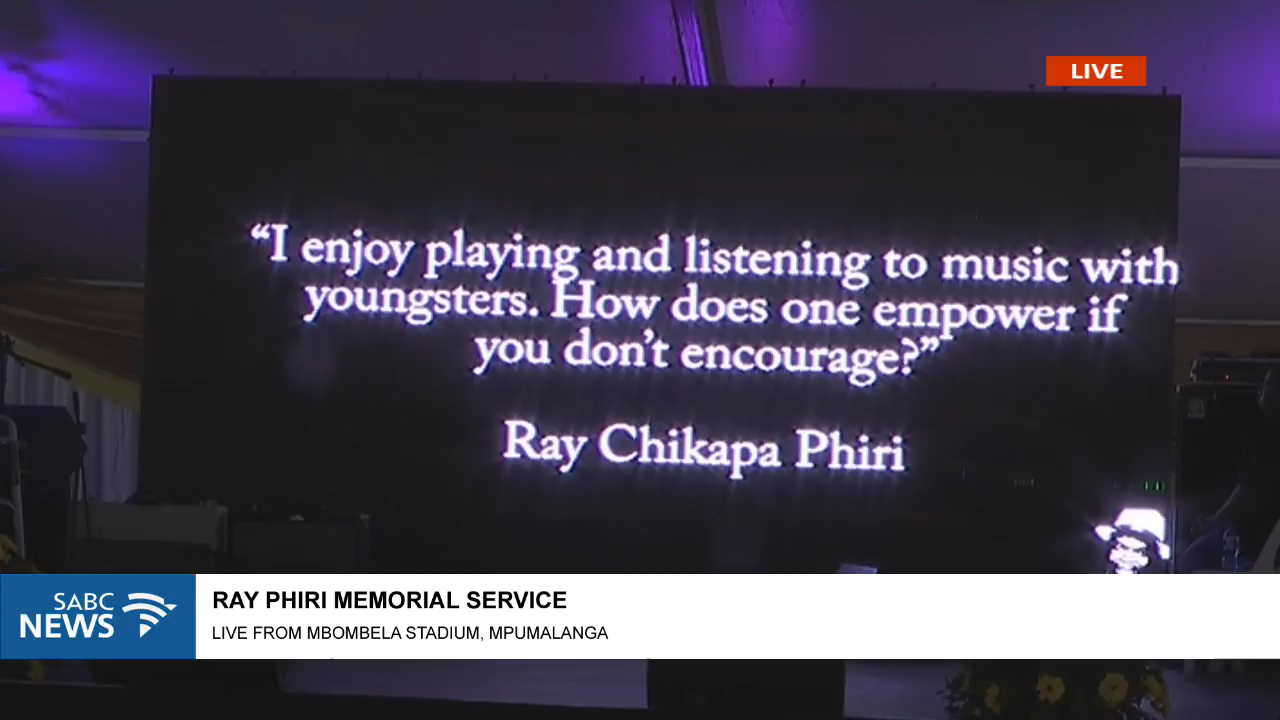 LIVE
“I enjoy playing and listening to music with
youngsters. How does one empower if
you don’t encourage?”
Ray Chikapa Phiri
SABC
NEWS
RAY PHIRI MEMORIAL SERVICE
LIVE FROM MBOMBELA STADIUM, MPUMALANGA